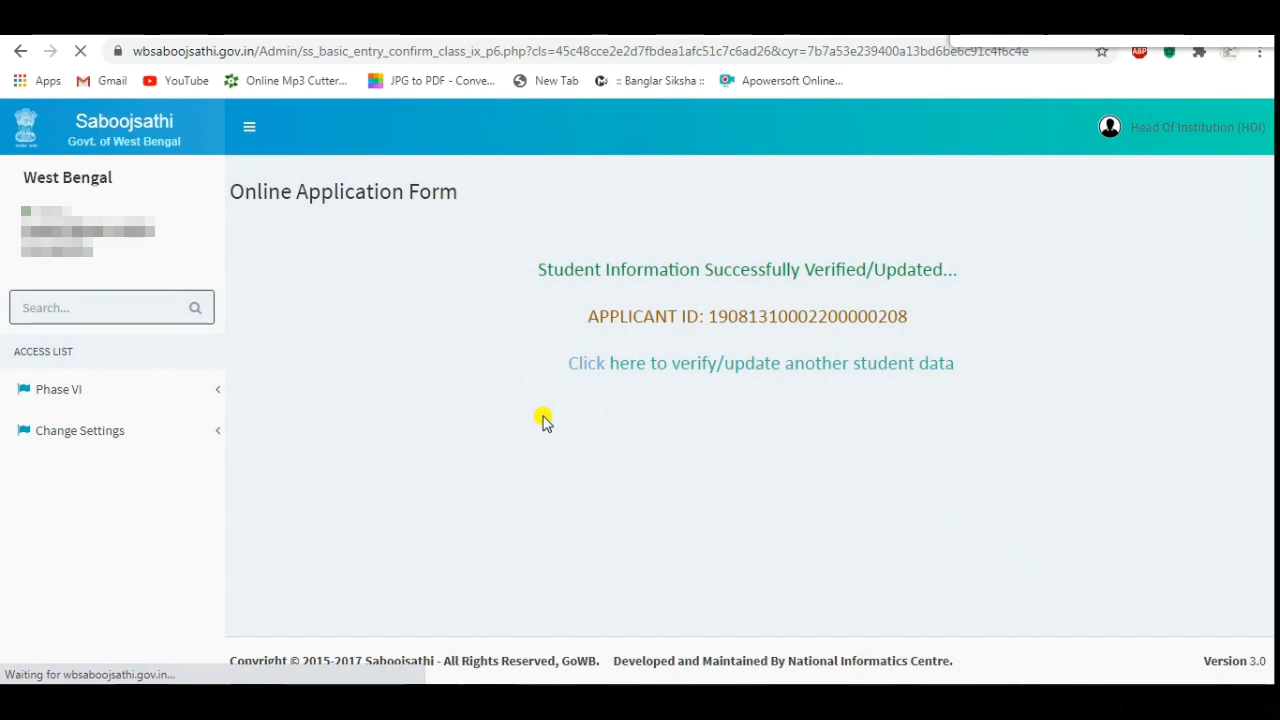 wbsaboojsathi.gov.in/Admin/ss_basic_entry_confirm_class_ix_p6.php?cls=45c48cce2e2d7fbdea1afc51c7c6ad26&cyr=7b7a53e239400a13bd6be6c91c4f6c4e
ABP
Apps Gmail YouTube Online Mp3 Cutter... JPG to PDF - Conve... New Tab :: Banglar Siksha :: Apowersoft Online...
Saboojsathi
Govt. of West Bengal
Head Of Institution (HOI)
West Bengal
Online Application Form
Student Information Successfully Verified/Updated...
APPLICANT ID: 19081310002200000208
Click here to verify/update another student data
Search...
ACCESS LIST
Phase VI
Change Settings
Copyright © 2015-2017 Saboojsathi - All Rights Reserved, GoWB. Developed and Maintained By National Informatics Centre. Version 3.0
Waiting for wbsaboojsathi.gov.in...